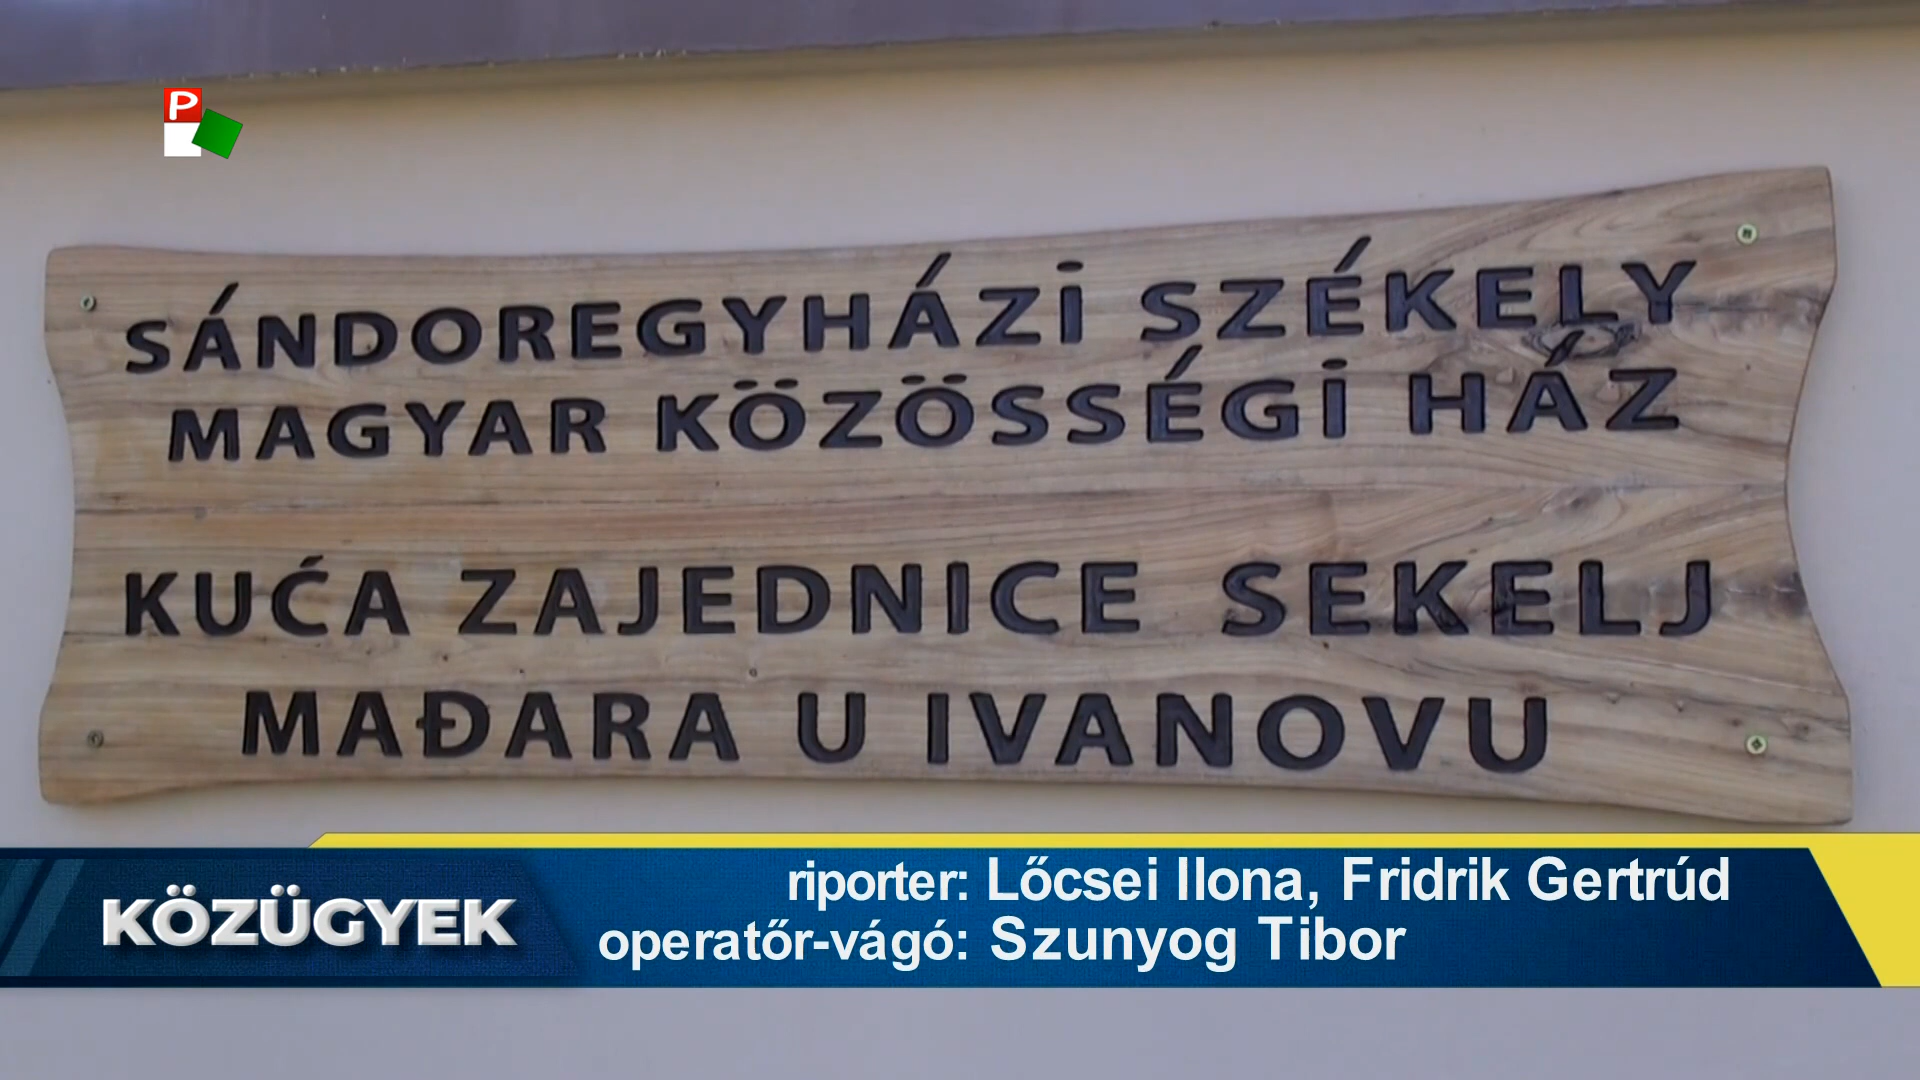 P
SÁNDOREGYHÁZI SZÉKELY
MAGYAR KÖZÖSSÉGI HÁZ
KUĆA ZAJEDNICE SEKELJ
MAĐARA U IVANOVU
KÖZÜGYEK
riporter: Lőcsei Ilona, Fridrik Gertrúd
operatőr-vágó: Szunyog Tibor